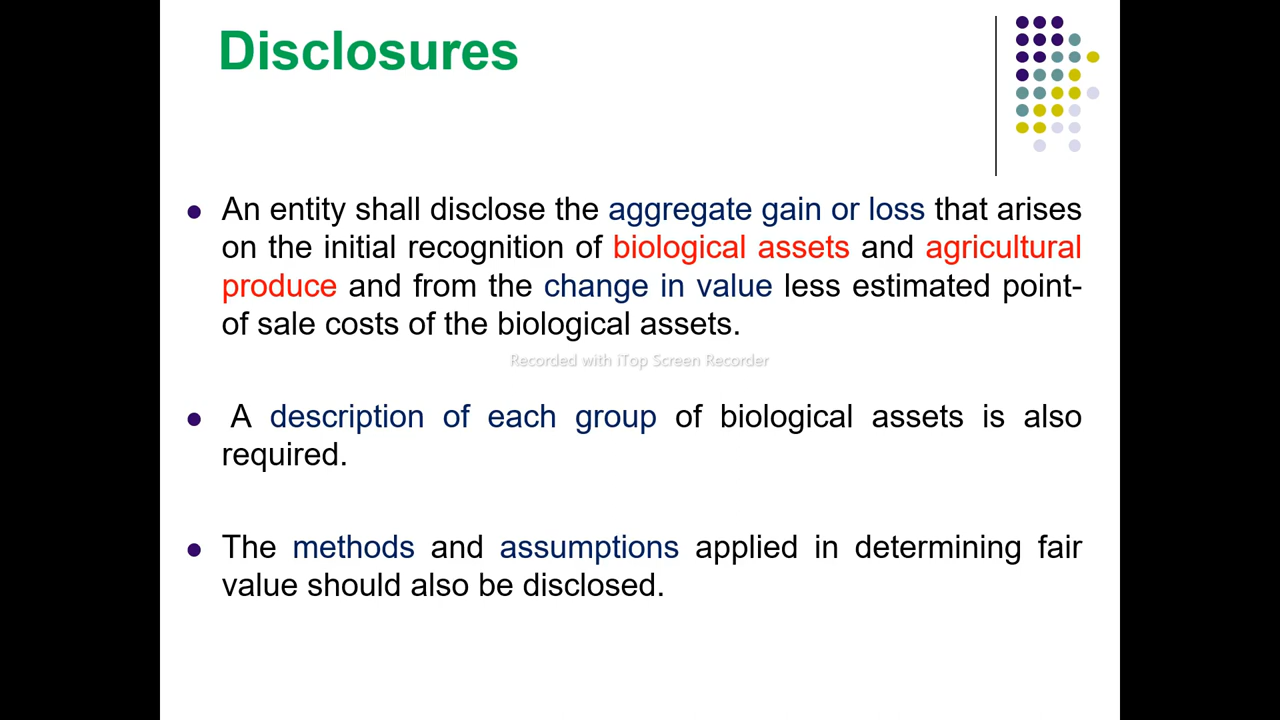 Disclosures
An entity shall disclose the aggregate gain or loss that arises
on the initial recognition of biological assets and agricultural
produce and from the change in value less estimated point-
of sale costs of the biological assets.
Recorded with iTop Screen Recorder
A description of each group of biological assets is also
required.
The methods and assumptions applied in determining fair
value should also be disclosed.